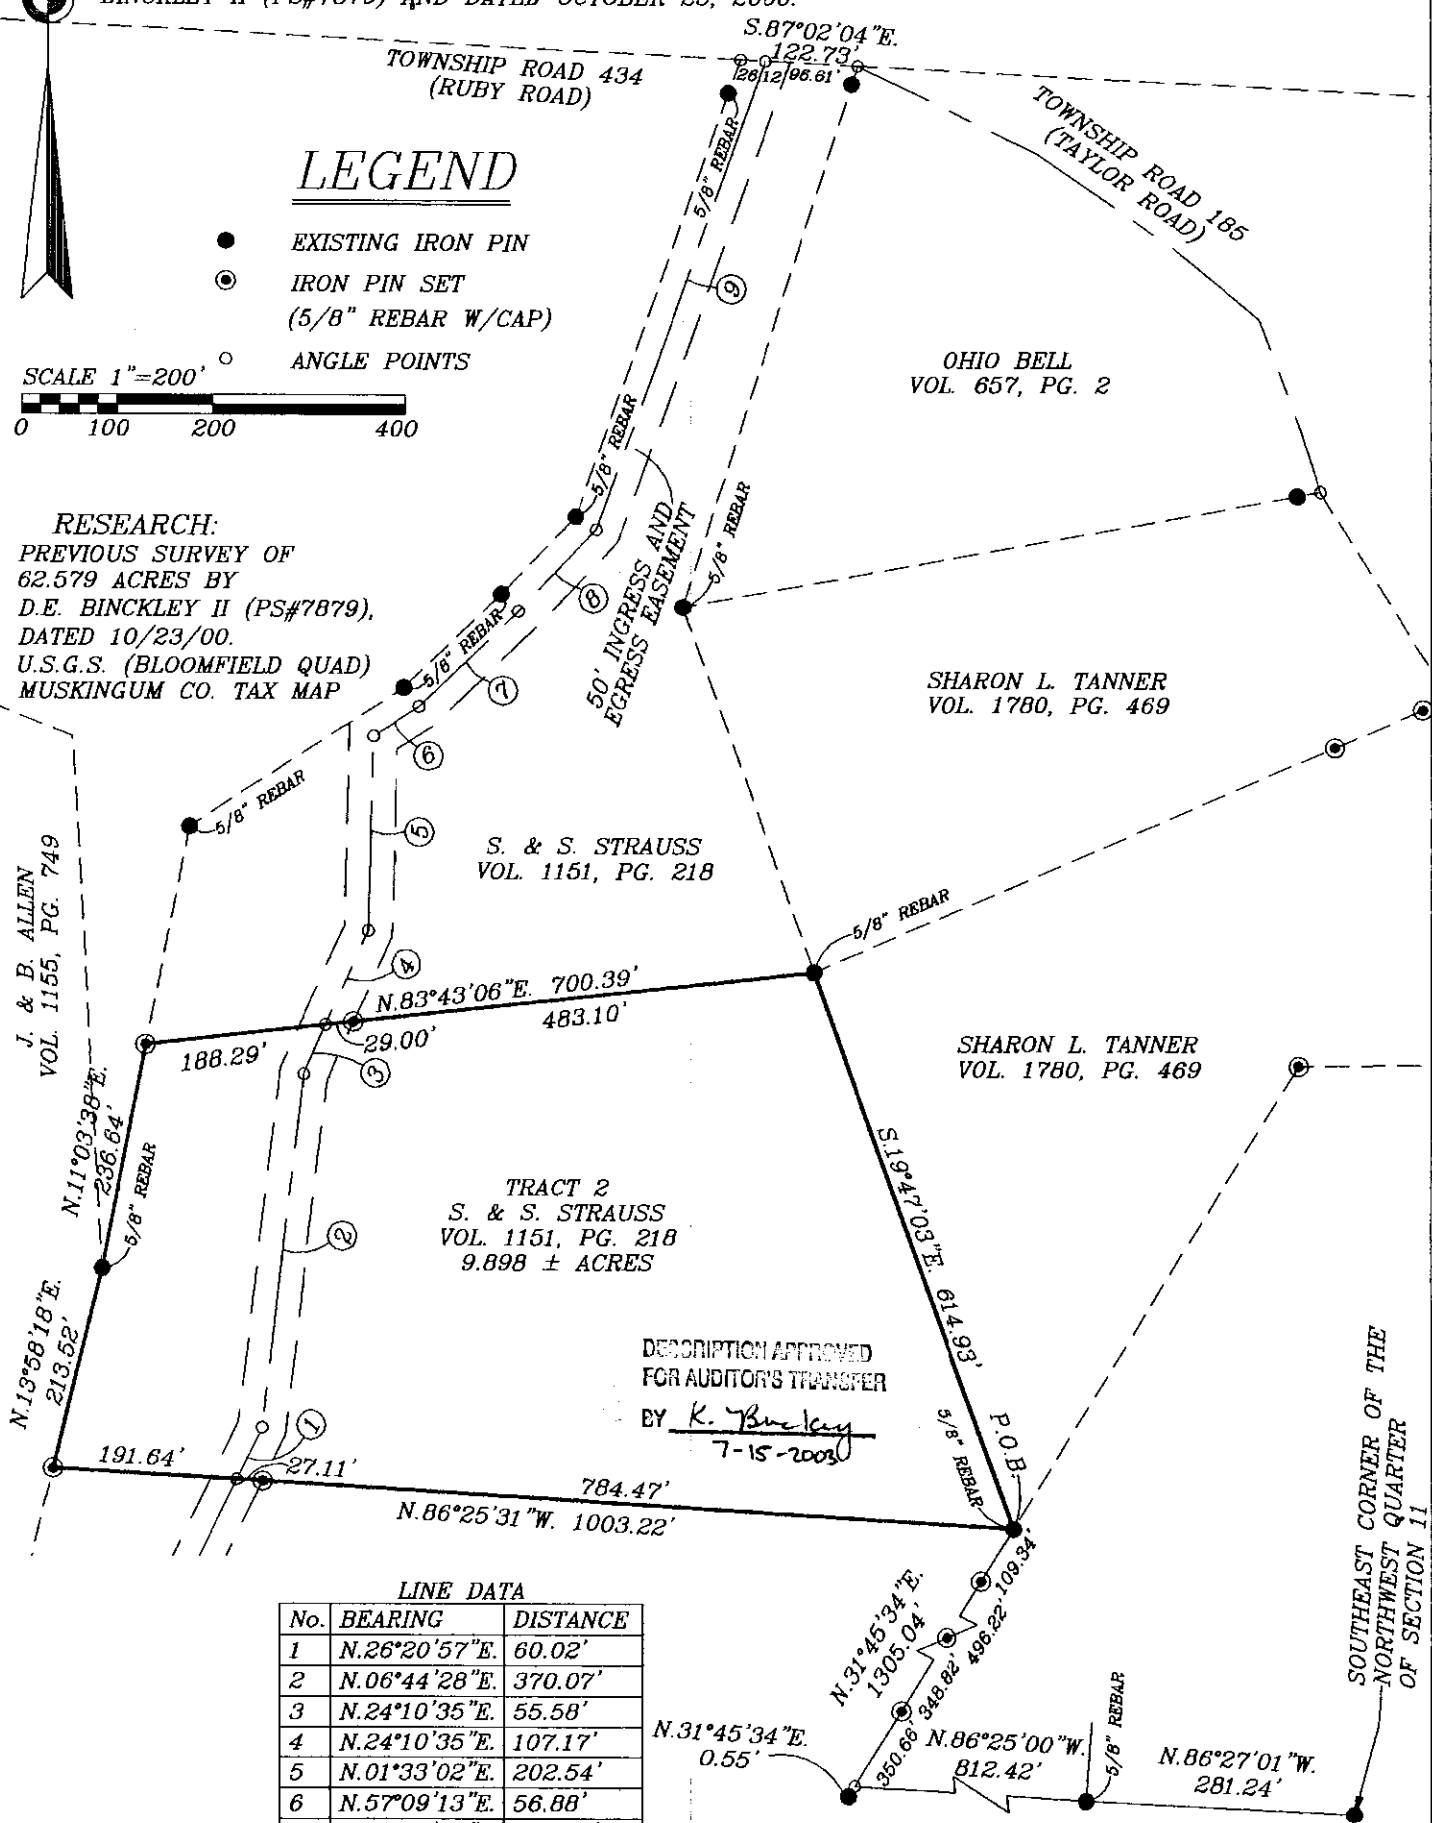 BINCKLEY II (PS#7879) AND DATED OCTOBER 23, 2000.
S.87°02'04"E.
122.73'
26.12'
96.61'
TOWNSHIP ROAD 434
(RUBY ROAD)
TOWNSHIP ROAD 185
(TAYLOR ROAD)
LEGEND
EXISTING IRON PIN
IRON PIN SET
(5/8" REBAR W/CAP)
ANGLE POINTS
SCALE 1"=200'
0 100 200 400
5/8" REBAR
5/8" REBAR
9
OHIO BELL
VOL. 657, PG. 2
5/8" REBAR
5/8" REBAR
50' INGRESS AND
EGRESS EASEMENT
RESEARCH:
PREVIOUS SURVEY OF
62.579 ACRES BY
D.E. BINCKLEY II (PS#7879),
DATED 10/23/00.
U.S.G.S. (BLOOMFIELD QUAD)
MUSKINGUM CO. TAX MAP
8
5/8" REBAR
7
6
SHARON L. TANNER
VOL. 1780, PG. 469
5/8" REBAR
5
J. & B. ALLEN
VOL. 1155, PG. 749
S. & S. STRAUSS
VOL. 1151, PG. 218
5/8" REBAR
4
N.83°43'06"E. 700.39'
483.10'
29.00'
188.29'
3
SHARON L. TANNER
VOL. 1780, PG. 469
N.11°03'38"E.
236.64'
5/8" REBAR
S.19°47'03"E. 614.93'
TRACT 2
S. & S. STRAUSS
VOL. 1151, PG. 218
9.898 ± ACRES
2
N.13°58'18"E.
213.52'
DESCRIPTION APPROVED
FOR AUDITOR'S TRANSFER
BY K. Buckey
7-15-2003
5/8" REBAR
P.O.B.
1
191.64'
27.11'
784.47'
N.86°25'31"W. 1003.22'
SOUTHEAST CORNER OF THE
NORTHWEST QUARTER
OF SECTION 11
N.31°45'34"E.
1305.04'
350.66' 348.82' 496.22' 109.34'
LINE DATA
No. BEARING DISTANCE
1 N.26°20'57"E. 60.02'
2 N.06°44'28"E. 370.07'
3 N.24°10'35"E. 55.58'
4 N.24°10'35"E. 107.17'
5 N.01°33'02"E. 202.54'
6 N.57°09'13"E. 56.88'
N.31°45'34"E.
0.55'
N.86°25'00"W.
812.42'
5/8" REBAR
N.86°27'01"W.
281.24'